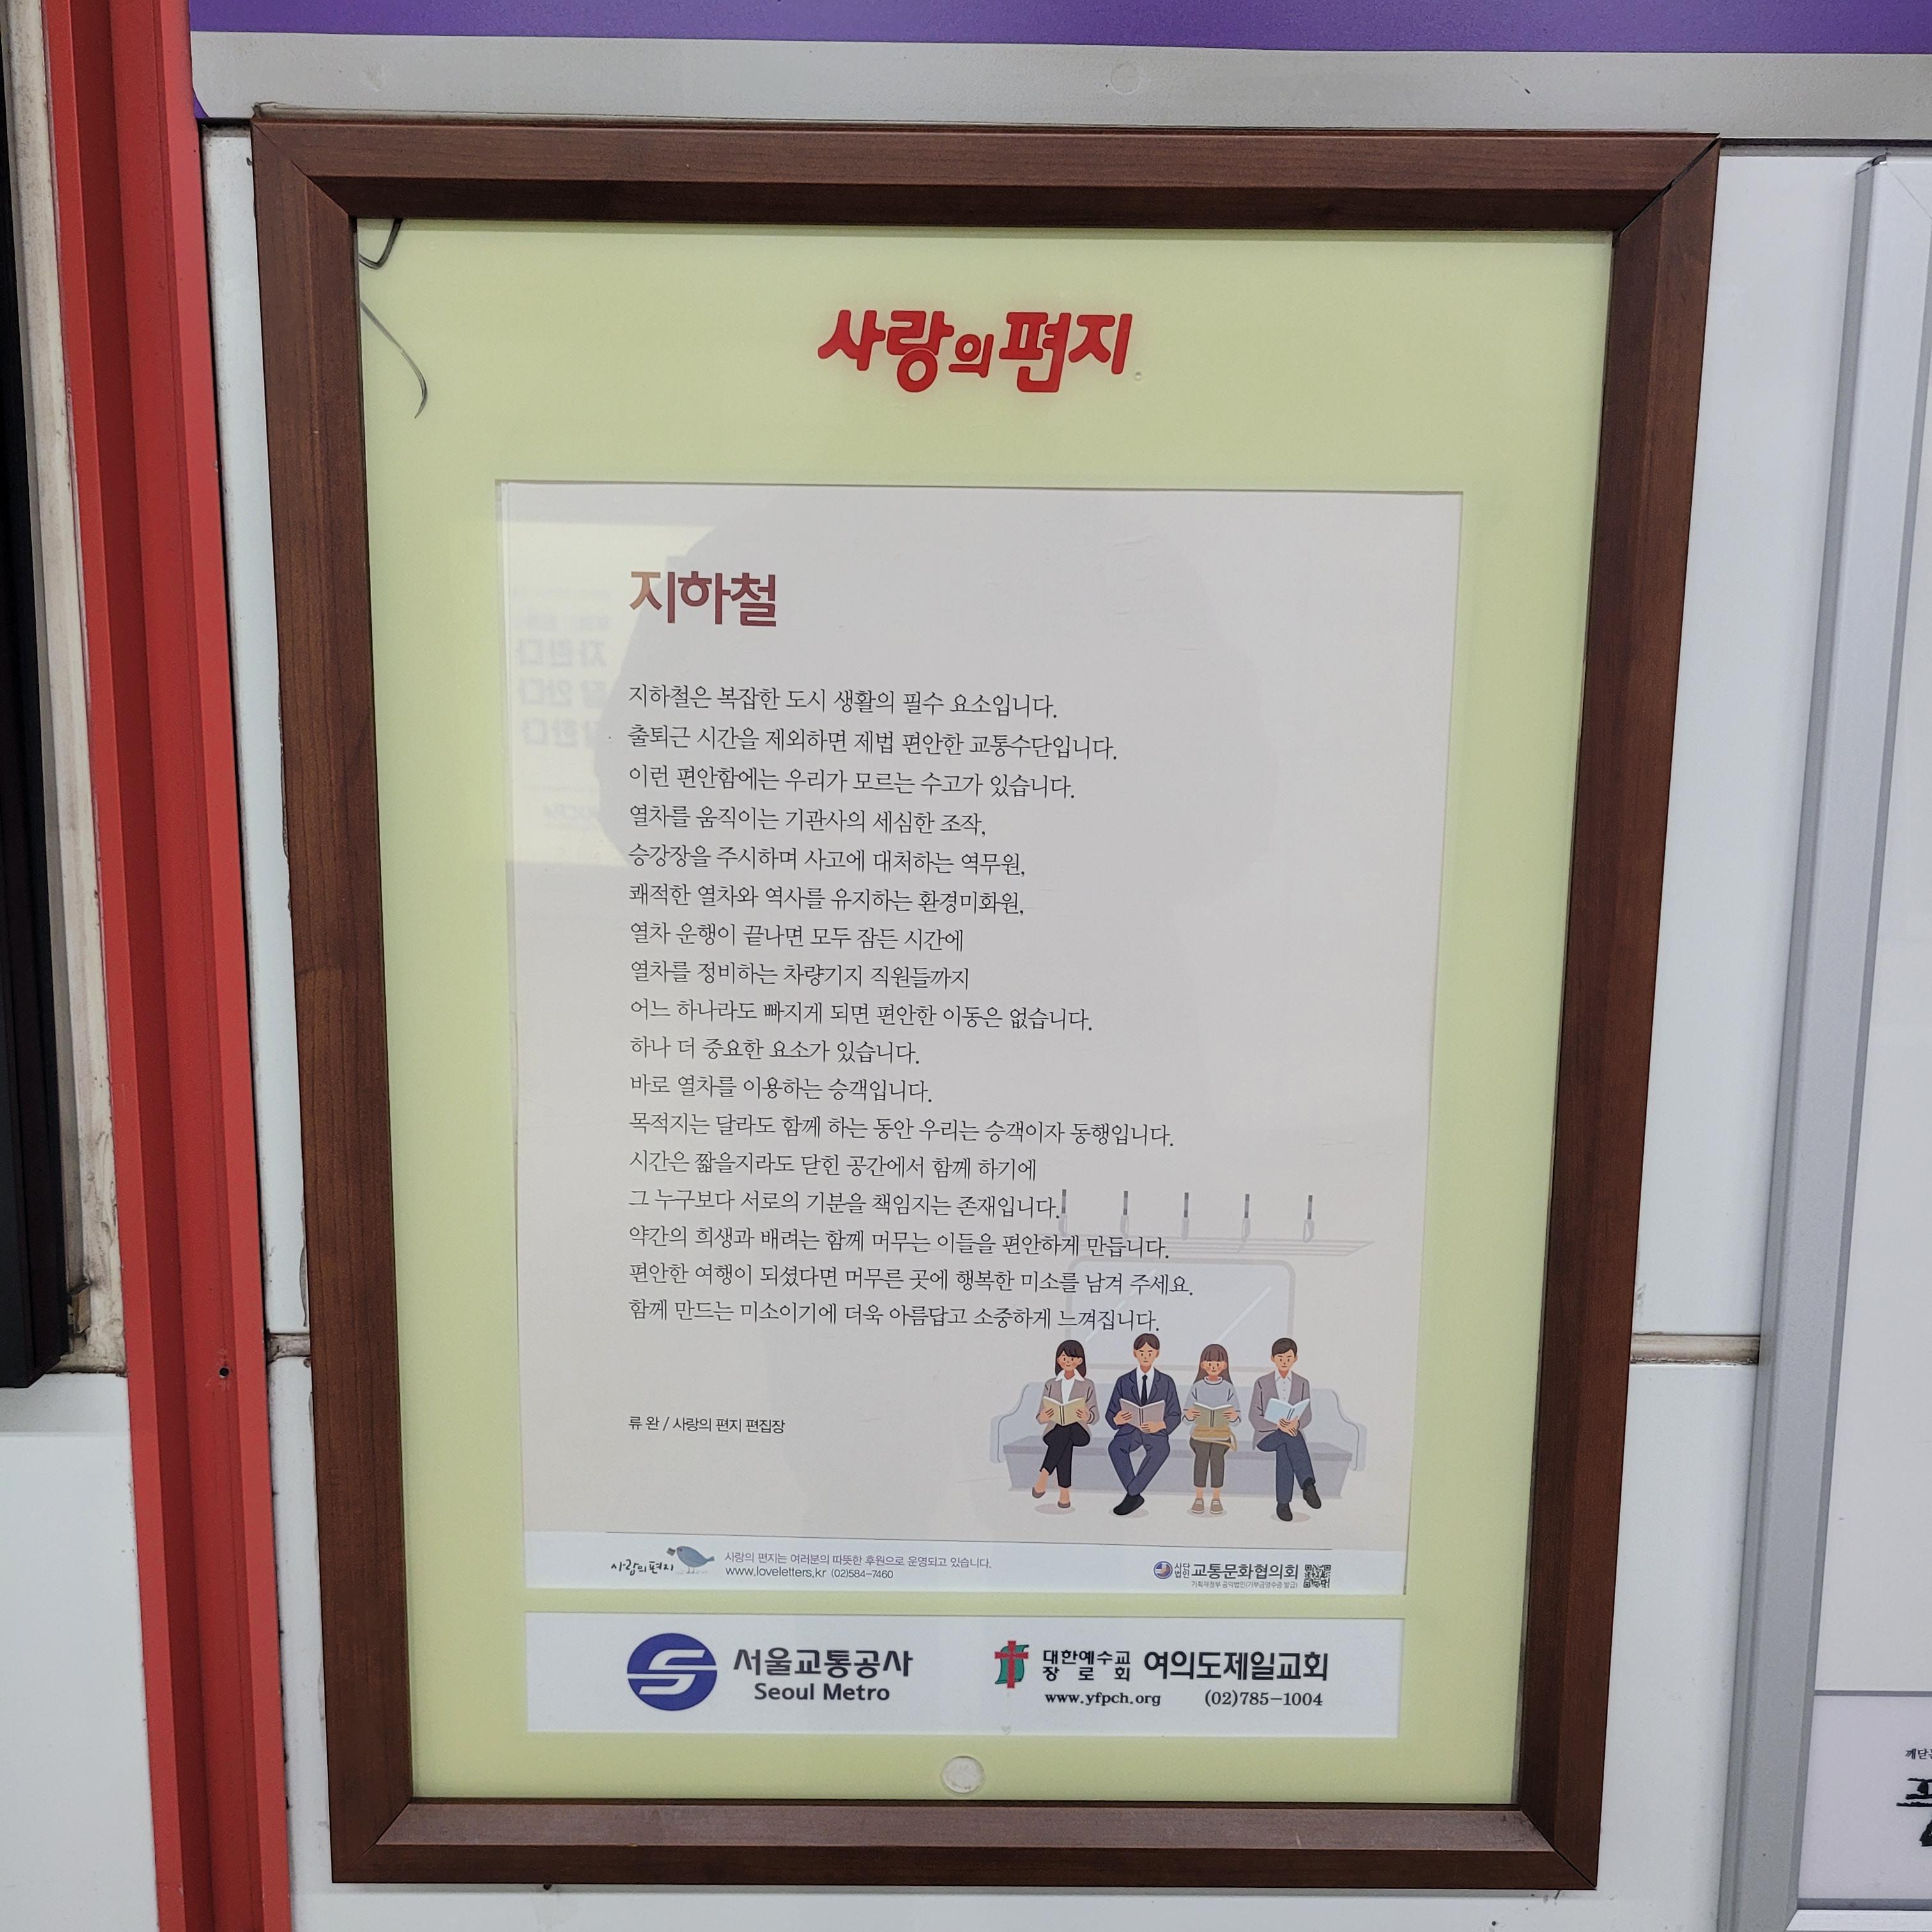 사랑의 편지
지하철
지하철은 복잡한 도시 생활의 필수 요소입니다.
출퇴근 시간을 제외하면 제법 편안한 교통수단입니다.
이런 편안함에는 우리가 모르는 수고가 있습니다.
열차를 움직이는 기관사의 세심한 조작,
승강장을 주시하며 사고에 대처하는 역무원,
쾌적한 열차와 역사를 유지하는 환경미화원,
열차 운행이 끝나면 모두 잠든 시간에
열차를 정비하는 차량기지 직원들까지
어느 하나라도 빠지게 되면 편안한 이동은 없습니다.
하나 더 중요한 요소가 있습니다.
바로 열차를 이용하는 승객입니다.
목적지는 달라도 함께 하는 동안 우리는 승객이자 동행입니다.
시간은 짧을지라도 닫힌 공간에서 함께 하기에
그 누구보다 서로의 기분을 책임지는 존재입니다.
약간의 희생과 배려는 함께 머무는 이들을 편안하게 만듭니다.
편안한 여행이 되셨다면 머무른 곳에 행복한 미소를 남겨 주세요.
함께 만드는 미소이기에 더욱 아름답고 소중하게 느껴집니다.
류 완 / 사랑의 편지 편집장
사랑의 편지
사랑의 편지는 여러분의 따뜻한 후원으로 운영되고 있습니다.
www.loveletters.kr (02)584-7460
사단법인 교통문화협의회
기획재정부 공익법인(기부금영수증 발급)
서울교통공사
Seoul Metro
대한예수교
장로회 여의도제일교회
www.yfpch.org (02)785-1004